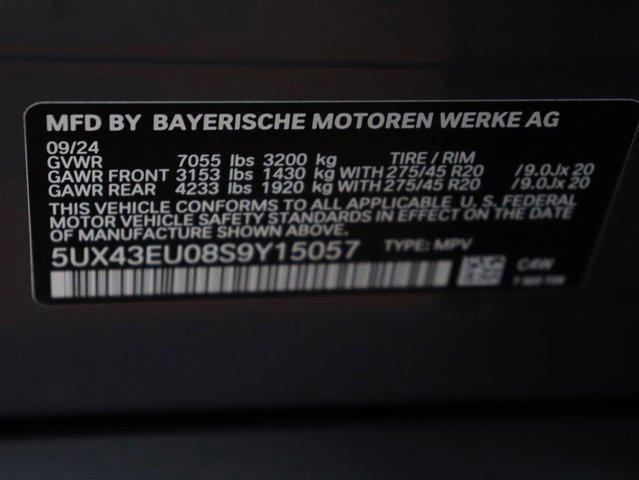 MFD BY BAYERISCHE MOTOREN WERKE AG
09/24
GVWR 7055 lbs 3200 kg TIRE / RIM
GAWR FRONT 3153 lbs 1430 kg WITH 275/45 R20 /9.0Jx 20
GAWR REAR 4233 lbs 1920 kg WITH 275/45 R20 /9.0Jx 20
THIS VEHICLE CONFORMS TO ALL APPLICABLE U. S. FEDERAL
MOTOR VEHICLE SAFETY STANDARDS IN EFFECT ON THE DATE
OF MANUFACTURE SHOWN ABOVE.
5UX43EU08S9Y15057 TYPE: MPV
C4W